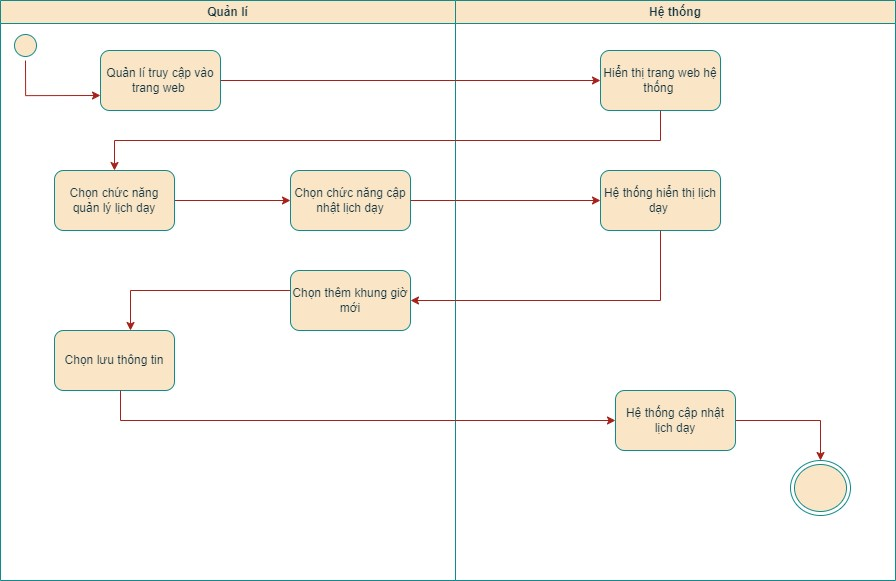 Quản lí
Hệ thống
Quản lí truy cập vào
trang web
Hiển thị trang web hệ
thống
Chọn chức năng
quản lý lịch dạy
Chọn chức năng cập
nhật lịch dạy
Hệ thống hiển thị lịch
dạy
Chọn thêm khung giờ
mới
Chọn lưu thông tin
Hệ thống cập nhật
lịch dạy